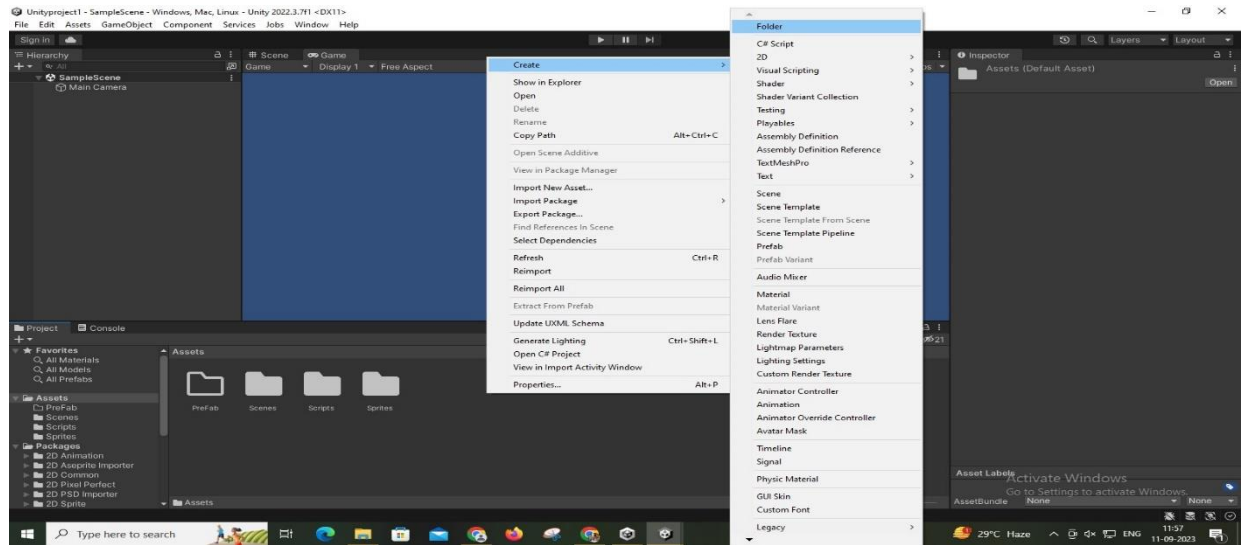 Unityproject1 - SampleScene - Windows, Mac, Linux - Unity 2022.3.7f1 <DX11>
File Edit Assets GameObject Component Services Jobs Window Help
Sign in
Layers Layout
Hierarchy
All
SampleScene
Main Camera
Scene Game
Game Display 1 Free Aspect
Create
Show in Explorer
Open
Delete
Rename
Copy Path Alt+Ctrl+C
Open Scene Additive
View in Package Manager
Import New Asset...
Import Package
Export Package...
Find References In Scene
Select Dependencies
Refresh Ctrl+R
Reimport
Reimport All
Extract From Prefab
Update UXML Schema
Generate Lighting Ctrl+Shift+L
Open C# Project
View in Import Activity Window
Properties... Alt+P
Folder
C# Script
2D
Visual Scripting
Shader
Shader Variant Collection
Testing
Playables
Assembly Definition
Assembly Definition Reference
TextMeshPro
Text
Scene
Scene Template
Scene Template From Scene
Scene Template Pipeline
Prefab
Prefab Variant
Audio Mixer
Material
Material Variant
Lens Flare
Render Texture
Lightmap Parameters
Lighting Settings
Custom Render Texture
Animator Controller
Animation
Animator Override Controller
Avatar Mask
Timeline
Signal
Physic Material
GUI Skin
Custom Font
Legacy
Inspector
Assets (Default Asset)
Open
Project Console
21
Favorites
All Materials
All Models
All Prefabs
Assets
PreFab
Scenes
Scripts
Sprites
Packages
2D Animation
2D Aseprite Importer
2D Common
2D Pixel Perfect
2D PSD Importer
2D Sprite
Assets
PreFab Scenes Scripts Sprites
Assets
Asset Labels
Activate Windows
Go to Settings to activate Windows.
AssetBundle None None
Type here to search
29°C Haze
ENG
11:57
11-09-2023